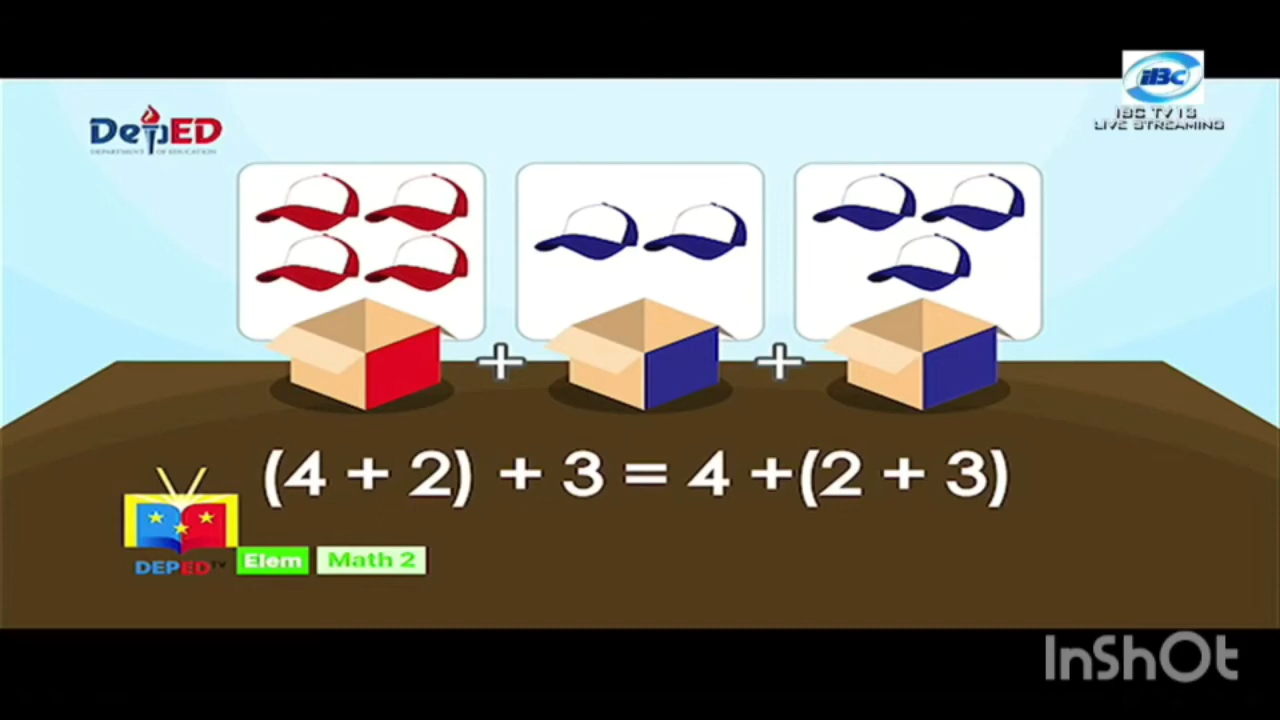 iBC
IBC TV13
LIVE STREAMING
DepED
DEPARTMENT OF EDUCATION
+ +
(4 + 2) + 3 = 4 +(2 + 3)
DEPED TV
Elem Math 2
InShOt